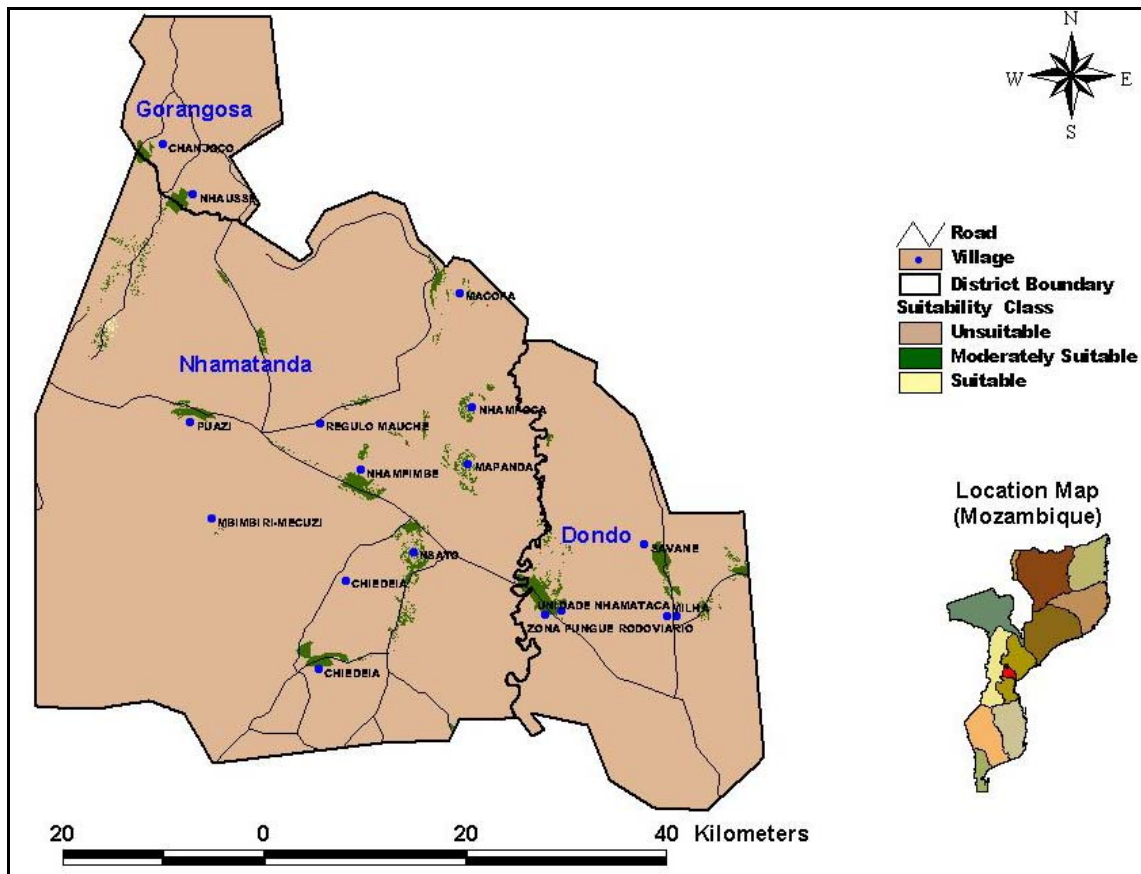 N
W
E
S
Gorangosa
CHANJOCO
NHAUSSE
MACOFA
Nhamatanda
NHAMPOCA
PUAZI
REGULO MAUCHE
NHAMPIMBE
MAPANDA
MBIMBIRI-MECUZI
Dondo
NSATO
SAVANE
CHIEDEIA
UNIDADE NHAMATACA
MILHA
ZONA PUNGUE RODOVIARIO
CHIEDEIA
Road
Village
District Boundary
Suitability Class
Unsuitable
Moderately Suitable
Suitable
Location Map
(Mozambique)
20 0 20 40 Kilometers